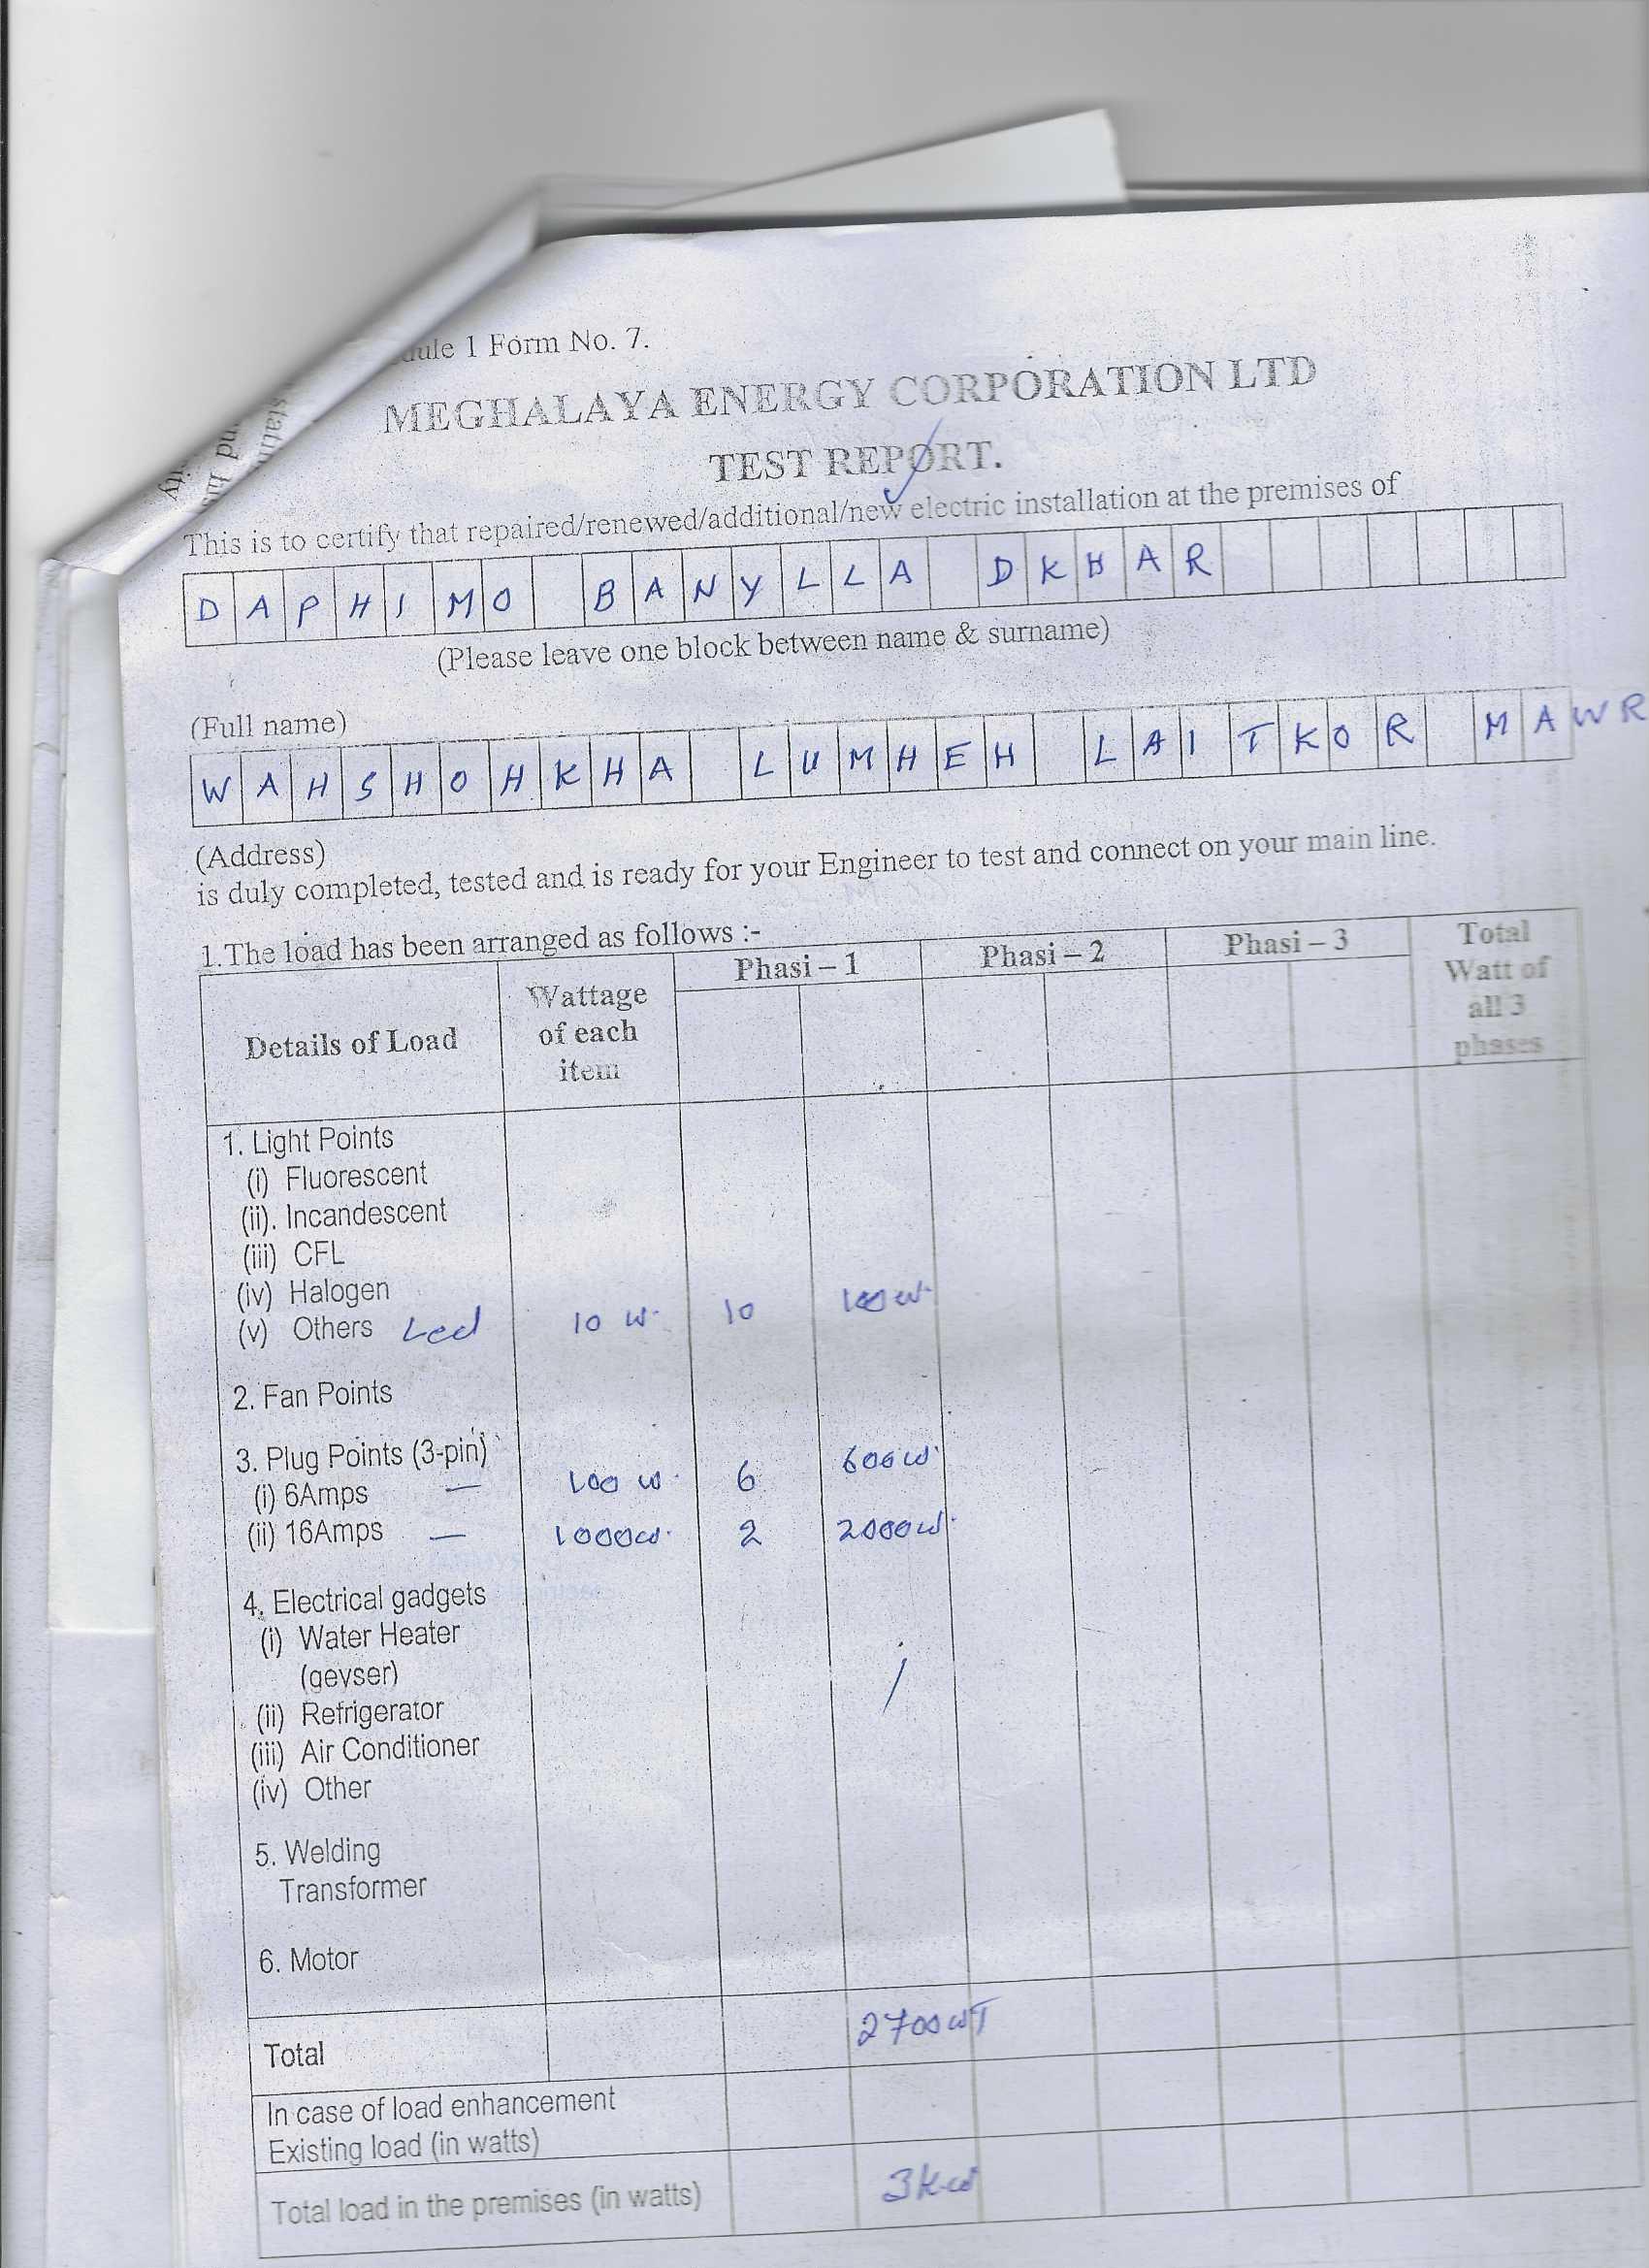 dule 1 Form No. 7.
MEGHALAYA ENERGY CORPORATION LTD
TEST REPORT.
This is to certify that repaired/renewed/additional/new electric installation at the premises of
DAPHIMO BANYLLA DKHAR
(Please leave one block between name & surname)
(Full name)
WAHSHOHKHA LUMHEH LAITKOR MAWR
(Address)
is duly completed, tested and is ready for your Engineer to test and connect on your main line.
1.The load has been arranged as follows :-
Details of Load Wattage of each item Phasi – 1 Phasi – 2 Phasi – 3 Total Watt of all 3 phases
1. Light Points
(i) Fluorescent
(ii). Incandescent
(iii) CFL
(iv) Halogen
(v) Others Led 10 W. 10 100 W.
2. Fan Points
3. Plug Points (3-pin)
(i) 6Amps — 100 W. 6 600W.
(ii) 16Amps — 1000W. 2 2000W.
4. Electrical gadgets
(i) Water Heater
(geyser)
(ii) Refrigerator
(iii) Air Conditioner
(iv) Other
5. Welding
Transformer
6. Motor
Total 2700WT
In case of load enhancement
Existing load (in watts)
Total load in the premises (in watts) 3Kw